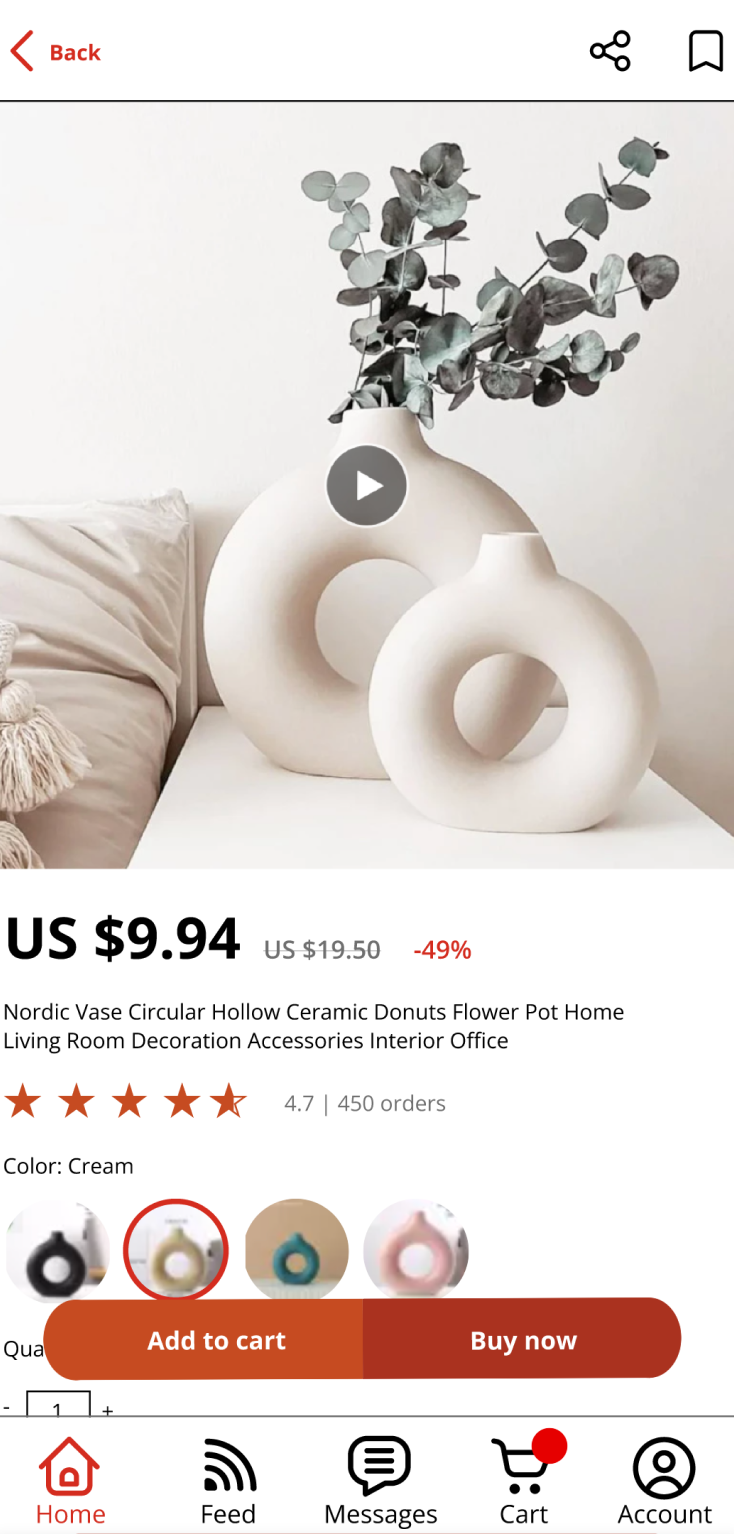 Back
US $9.94 US $19.50 -49%
Nordic Vase Circular Hollow Ceramic Donuts Flower Pot Home
Living Room Decoration Accessories Interior Office
4.7 | 450 orders
Color: Cream
Add to cart Buy now
Qua
- 1 +
Home Feed Messages Cart Account